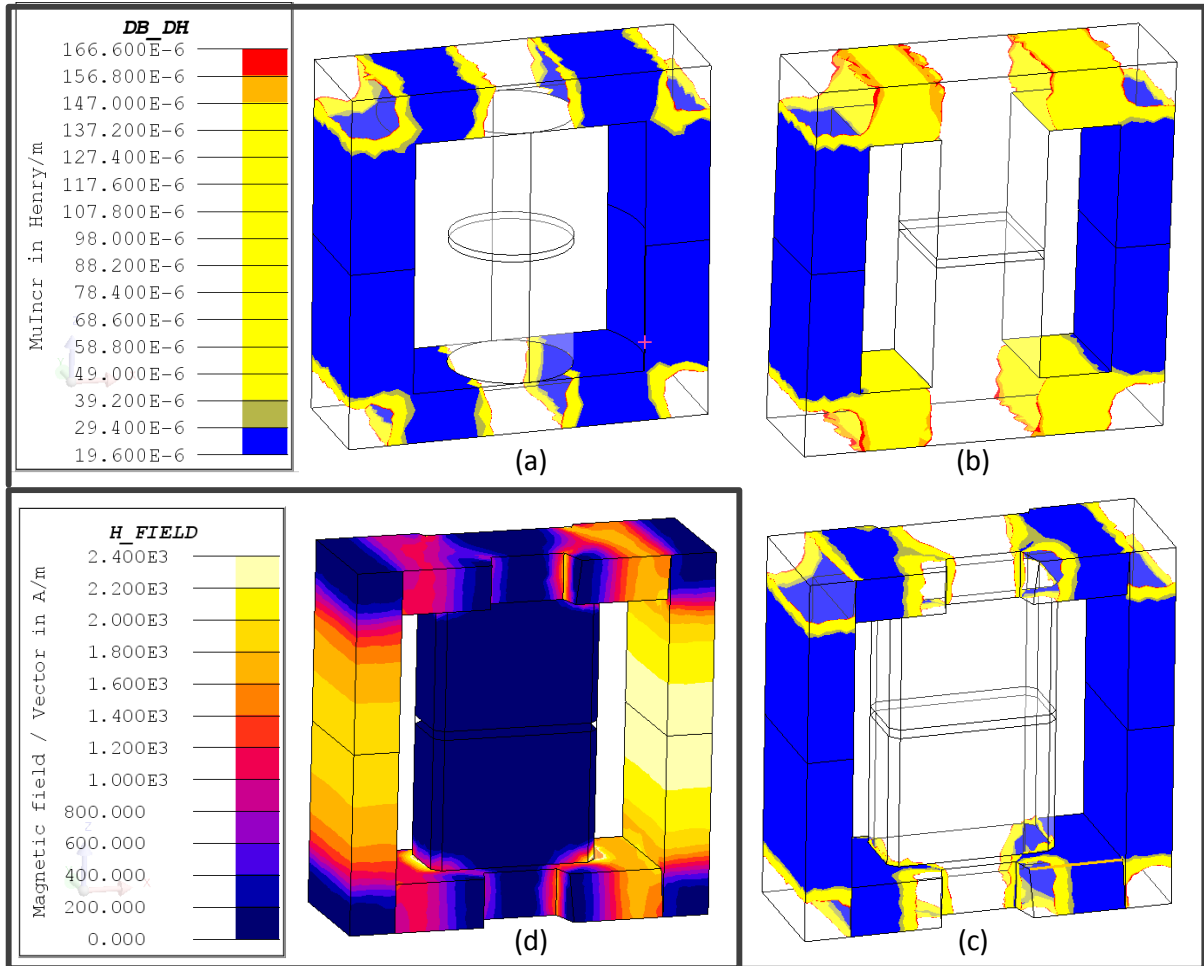 DB_DH
166.600E-6
156.800E-6
147.000E-6
137.200E-6
127.400E-6
117.600E-6
107.800E-6
98.000E-6
88.200E-6
78.400E-6
68.600E-6
58.800E-6
49.000E-6
39.200E-6
29.400E-6
19.600E-6
MuIncr in Henry/m
(a)
(b)
H_FIELD
2.400E3
2.200E3
2.000E3
1.800E3
1.600E3
1.400E3
1.200E3
1.000E3
800.000
600.000
400.000
200.000
0.000
Magnetic field / Vector in A/m
(d)
(c)